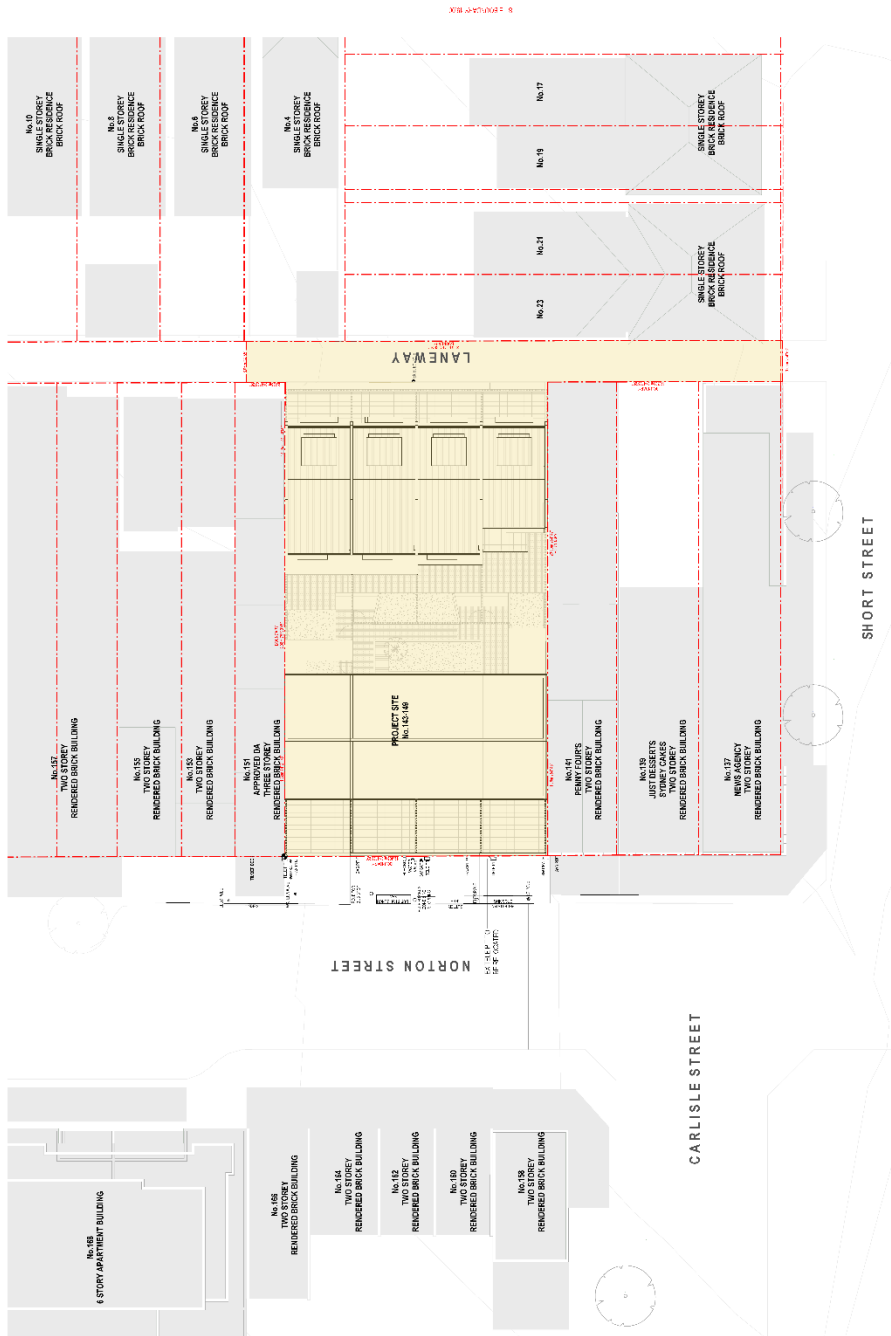 No.10
SINGLE STOREY
BRICK RESIDENCE
BRICK ROOF
No.8
SINGLE STOREY
BRICK RESIDENCE
BRICK ROOF
No.6
SINGLE STOREY
BRICK RESIDENCE
BRICK ROOF
No.4
SINGLE STOREY
BRICK RESIDENCE
BRICK ROOF
No.17
No.19
SINGLE STOREY
BRICK RESIDENCE
BRICK ROOF
No.21
No.23
SINGLE STOREY
BRICK RESIDENCE
BRICK ROOF
LANEWAY
No.157
TWO STOREY
RENDERED BRICK BUILDING
No.155
TWO STOREY
RENDERED BRICK BUILDING
No.153
TWO STOREY
RENDERED BRICK BUILDING
No.151
APPROVED DA
THREE STOREY
RENDERED BRICK BUILDING
PROJECT SITE
No.143-149
No.141
PENNY FOUR'S
TWO STOREY
RENDERED BRICK BUILDING
No.139
JUST DESSERTS
SYDNEY CAKES
TWO STOREY
RENDERED BRICK BUILDING
No.137
NEWS AGENCY
TWO STOREY
RENDERED BRICK BUILDING
SHORT STREET
NORTON STREET
CARLISLE STREET
No.168
6 STORY APARTMENT BUILDING
No.166
TWO STOREY
RENDERED BRICK BUILDING
No.164
TWO STOREY
RENDERED BRICK BUILDING
No.162
TWO STOREY
RENDERED BRICK BUILDING
No.160
TWO STOREY
RENDERED BRICK BUILDING
No.158
TWO STOREY
RENDERED BRICK BUILDING